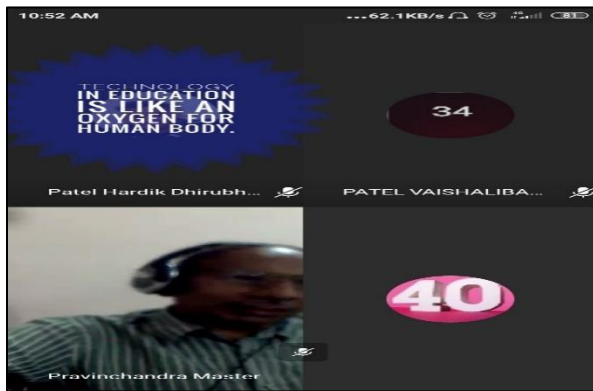 10:52 AM
...62.1KB/s 4G 81
TECHNOLOGY
IN EDUCATION
IS LIKE AN
OXYGEN FOR
HUMAN BODY.
34
Patel Hardik Dhirubh...
PATEL VAISHALIBA...
40
Pravinchandra Master